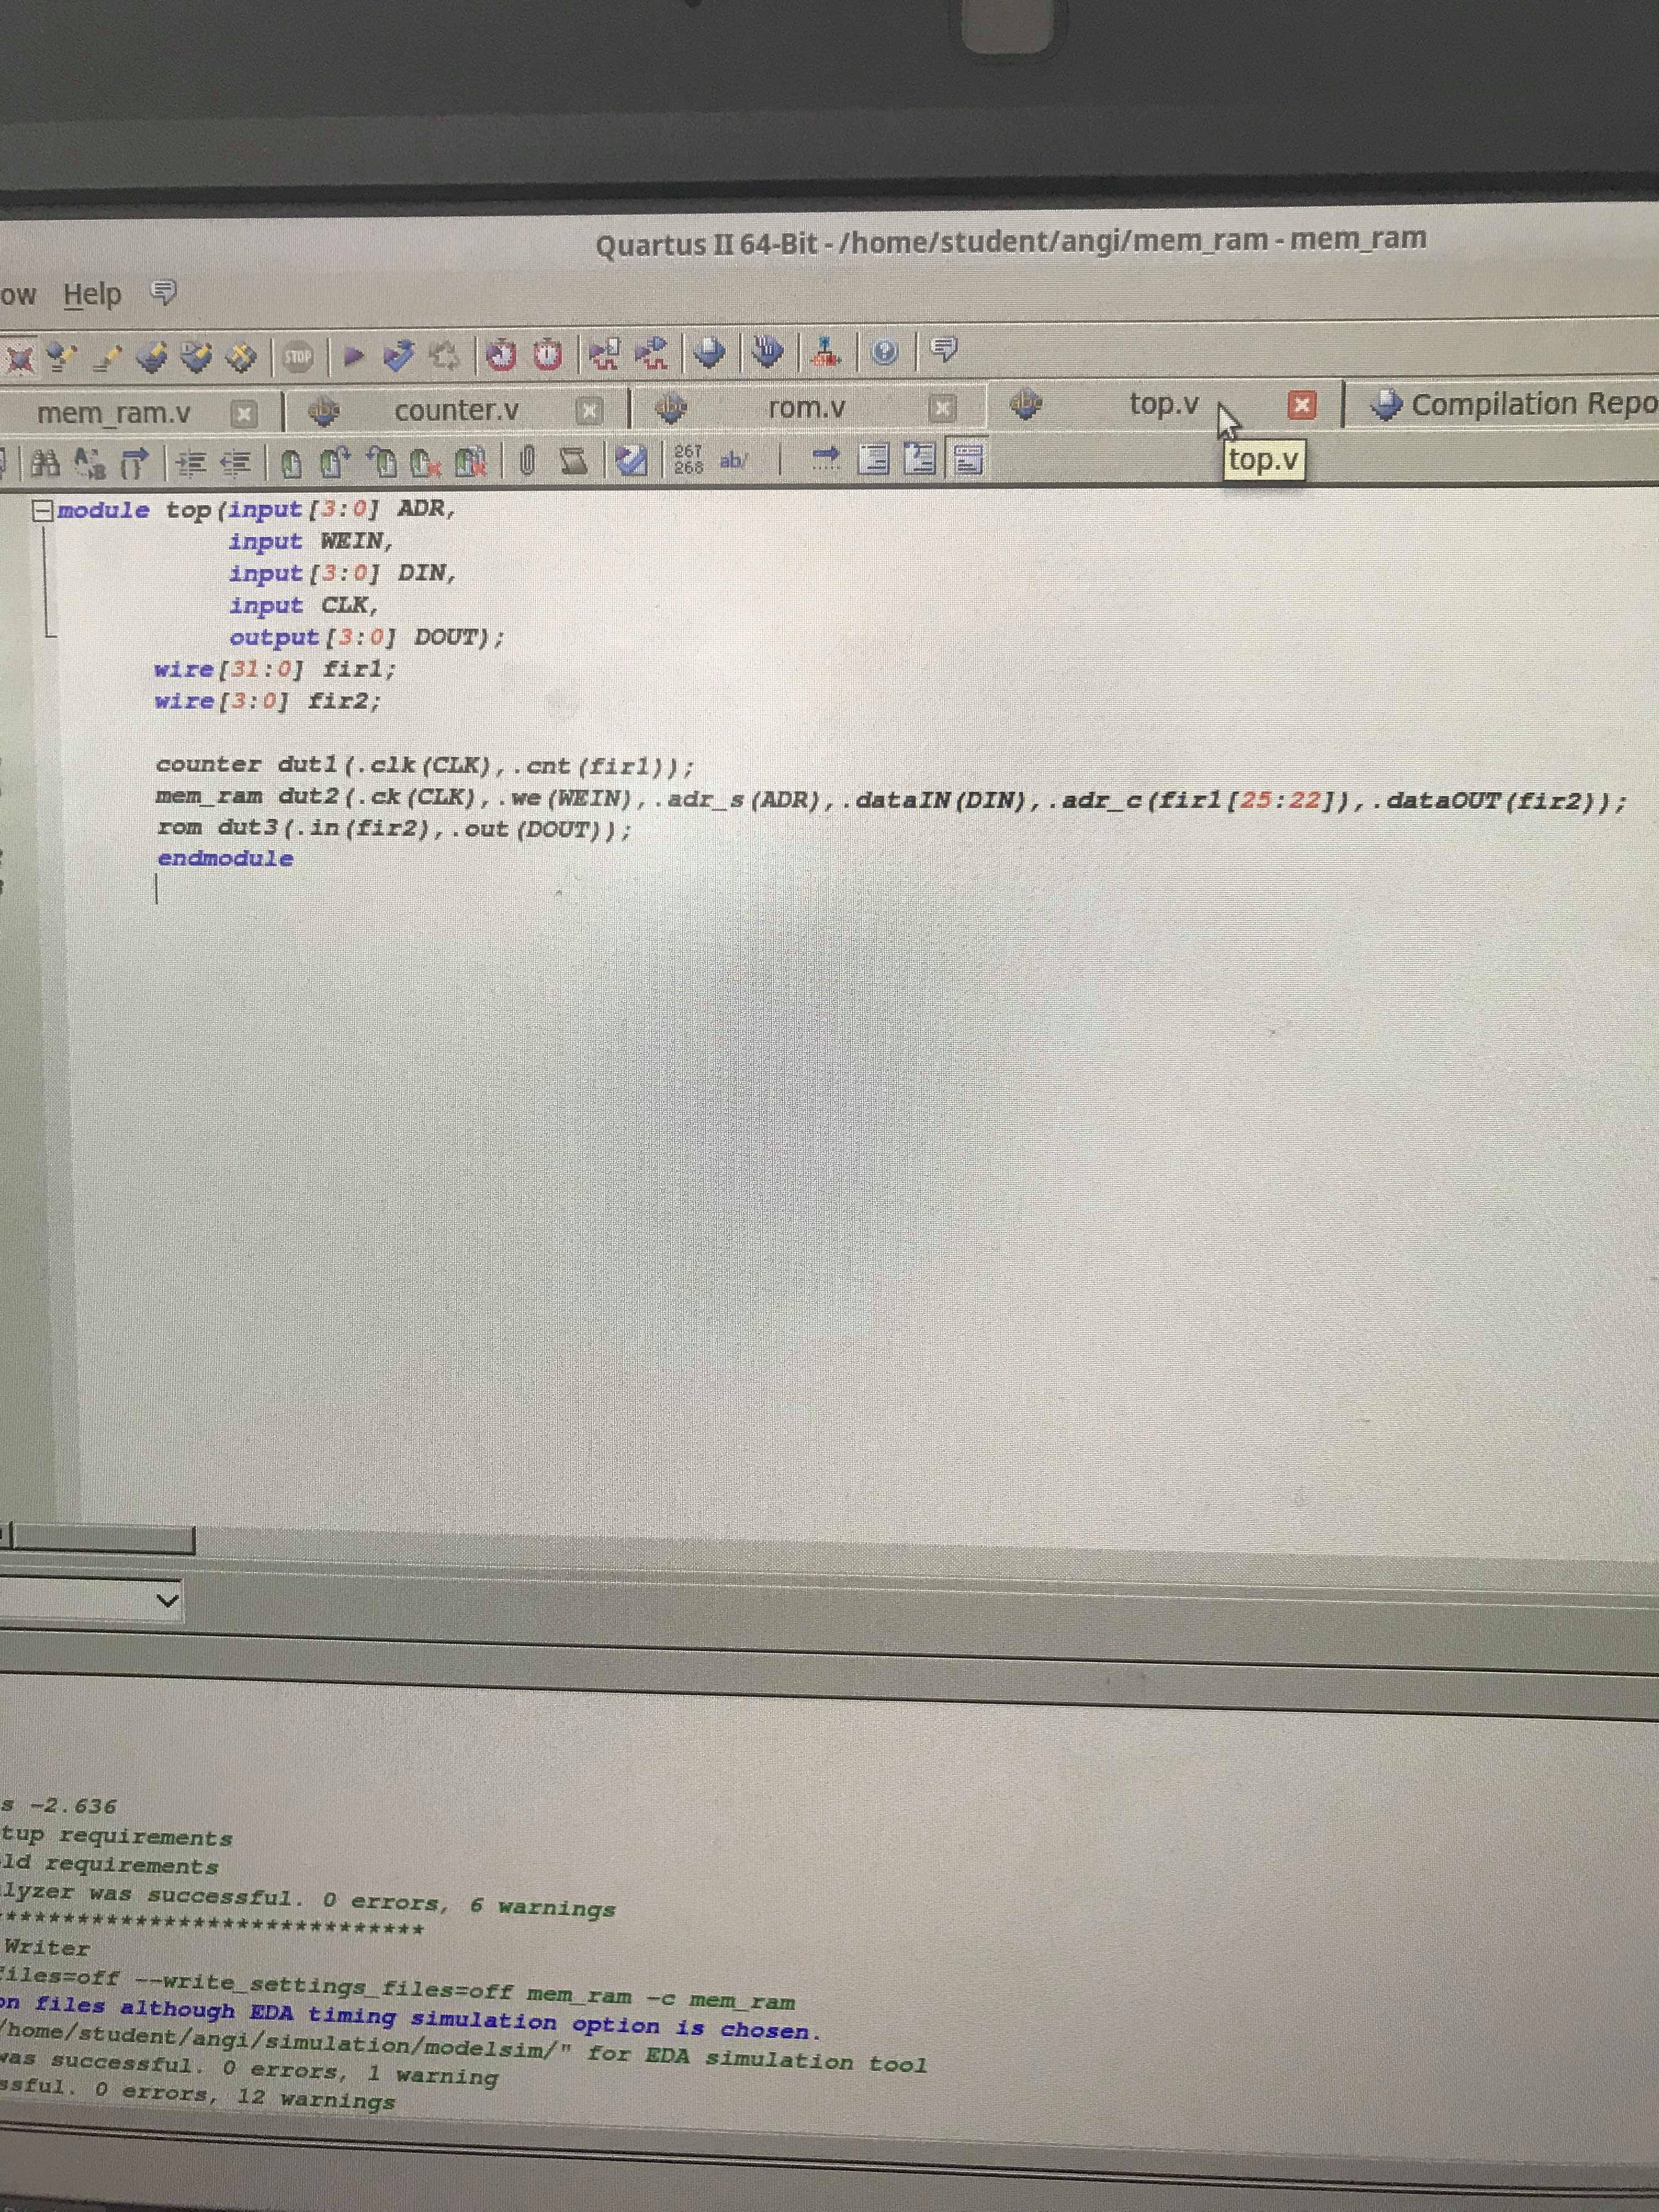 Quartus II 64-Bit - /home/student/angi/mem_ram - mem_ram
ow Help
STOP
mem_ram.v counter.v rom.v top.v Compilation Repo
267
268 ab/
top.v
module top(input[3:0] ADR,
input WEIN,
input[3:0] DIN,
input CLK,
output[3:0] DOUT);
wire[31:0] fir1;
wire[3:0] fir2;
counter dut1(.clk(CLK),.cnt(fir1));
mem_ram dut2(.ck(CLK),.we(WEIN),.adr_s(ADR),.dataIN(DIN),.adr_c(fir1[25:22]),.dataOUT(fir2));
rom dut3(.in(fir2),.out(DOUT));
endmodule
s -2.636
tup requirements
ld requirements
lyzer was successful. 0 errors, 6 warnings
*****************************
Writer
files=off --write_settings_files=off mem_ram -c mem_ram
on files although EDA timing simulation option is chosen.
/home/student/angi/simulation/modelsim/" for EDA simulation tool
was successful. 0 errors, 1 warning
ssful. 0 errors, 12 warnings